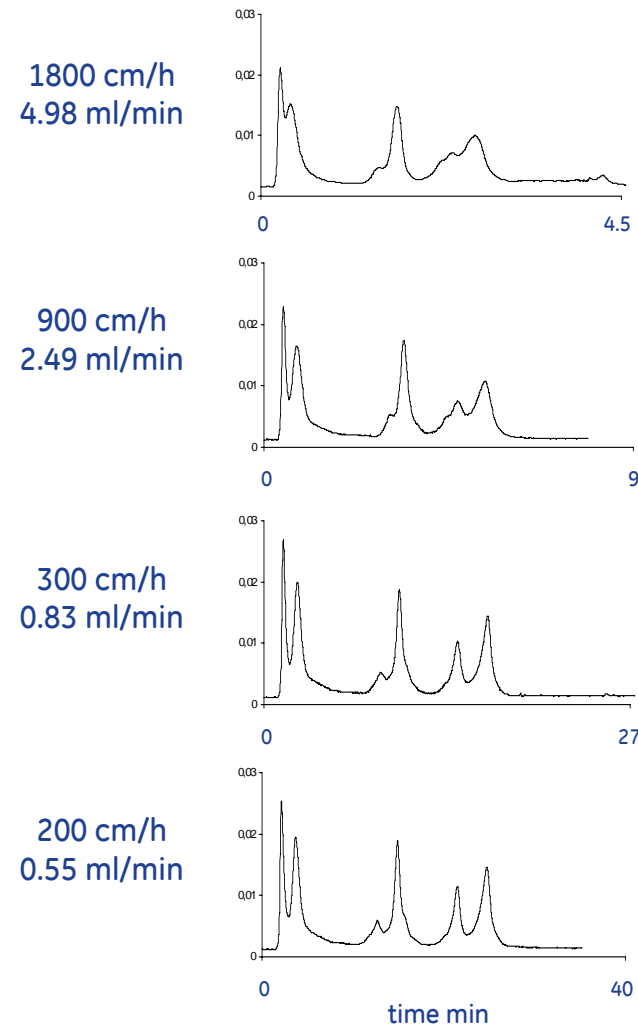 1800 cm/h
4.98 ml/min
0,03
0,02
0,01
0
0 4.5
900 cm/h
2.49 ml/min
0,03
0,02
0,01
0
0 9
300 cm/h
0.83 ml/min
0,03
0,02
0,01
0
0 27
200 cm/h
0.55 ml/min
0,03
0,02
0,01
0
0 40
time min